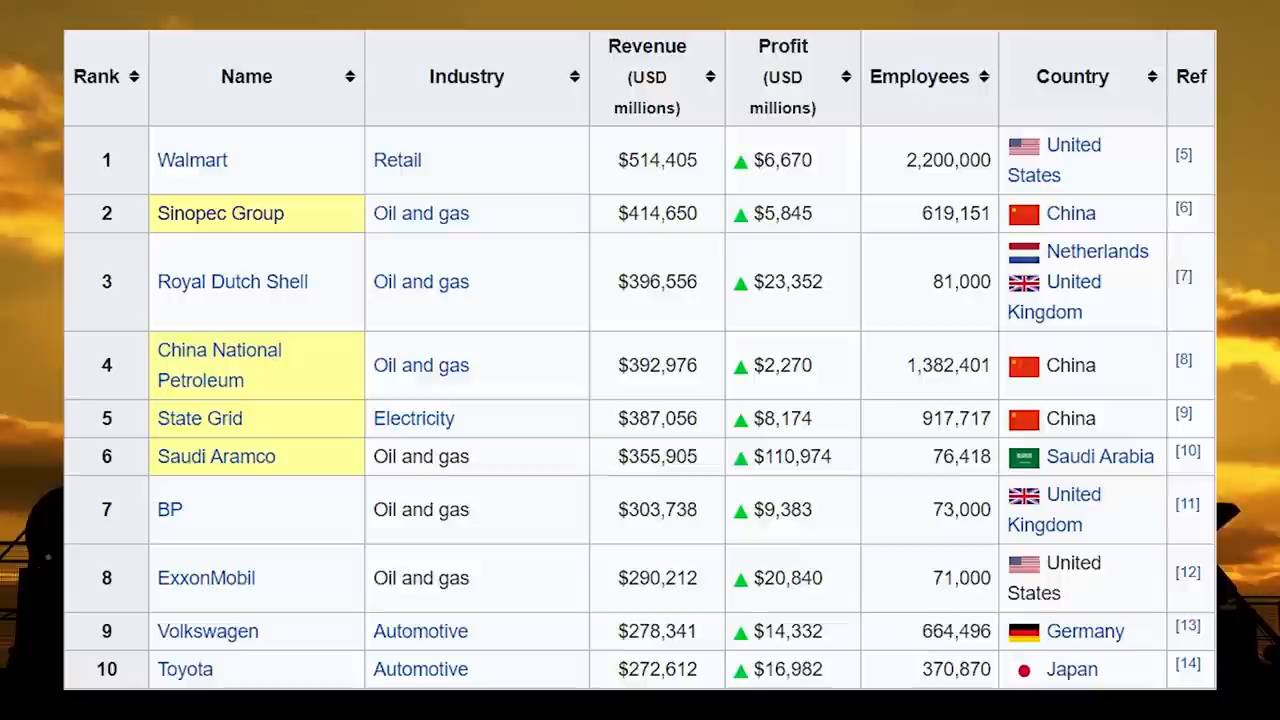 Rank Name Industry Revenue (USD millions) Profit (USD millions) Employees Country Ref
1 Walmart Retail $514,405 ▲ $6,670 2,200,000 United States [5]
2 Sinopec Group Oil and gas $414,650 ▲ $5,845 619,151 China [6]
3 Royal Dutch Shell Oil and gas $396,556 ▲ $23,352 81,000 Netherlands United Kingdom [7]
4 China National Petroleum Oil and gas $392,976 ▲ $2,270 1,382,401 China [8]
5 State Grid Electricity $387,056 ▲ $8,174 917,717 China [9]
6 Saudi Aramco Oil and gas $355,905 ▲ $110,974 76,418 Saudi Arabia [10]
7 BP Oil and gas $303,738 ▲ $9,383 73,000 United Kingdom [11]
8 ExxonMobil Oil and gas $290,212 ▲ $20,840 71,000 United States [12]
9 Volkswagen Automotive $278,341 ▲ $14,332 664,496 Germany [13]
10 Toyota Automotive $272,612 ▲ $16,982 370,870 Japan [14]